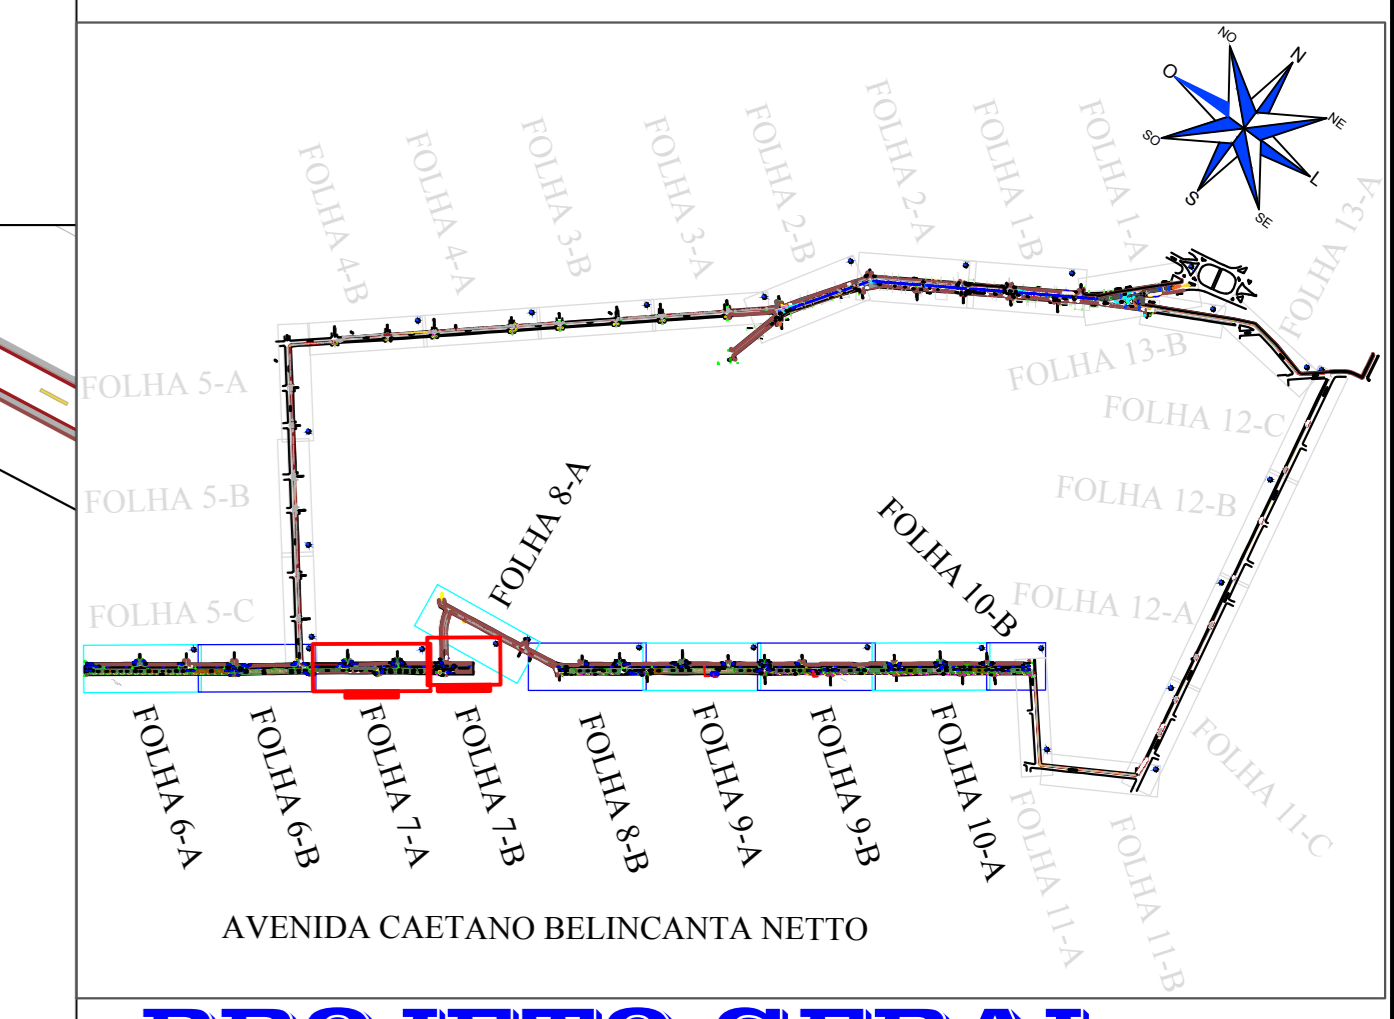 NO
N
O
NE
SO
L
S
SE
FOLHA 4-B
FOLHA 4-A
FOLHA 3-B
FOLHA 3-A
FOLHA 2-B
FOLHA 2-A
FOLHA 1-B
FOLHA 1-A
FOLHA 13-A
FOLHA 13-B
FOLHA 5-A
FOLHA 12-C
FOLHA 5-B
FOLHA 8-A
FOLHA 12-B
FOLHA 10-B
FOLHA 5-C
FOLHA 12-A
FOLHA 6-A
FOLHA 6-B
FOLHA 7-A
FOLHA 7-B
FOLHA 8-B
FOLHA 9-A
FOLHA 9-B
FOLHA 10-A
FOLHA 11-A
FOLHA 11-B
FOLHA 11-C
AVENIDA CAETANO BELINCANTA NETTO
PROJETO GERAL